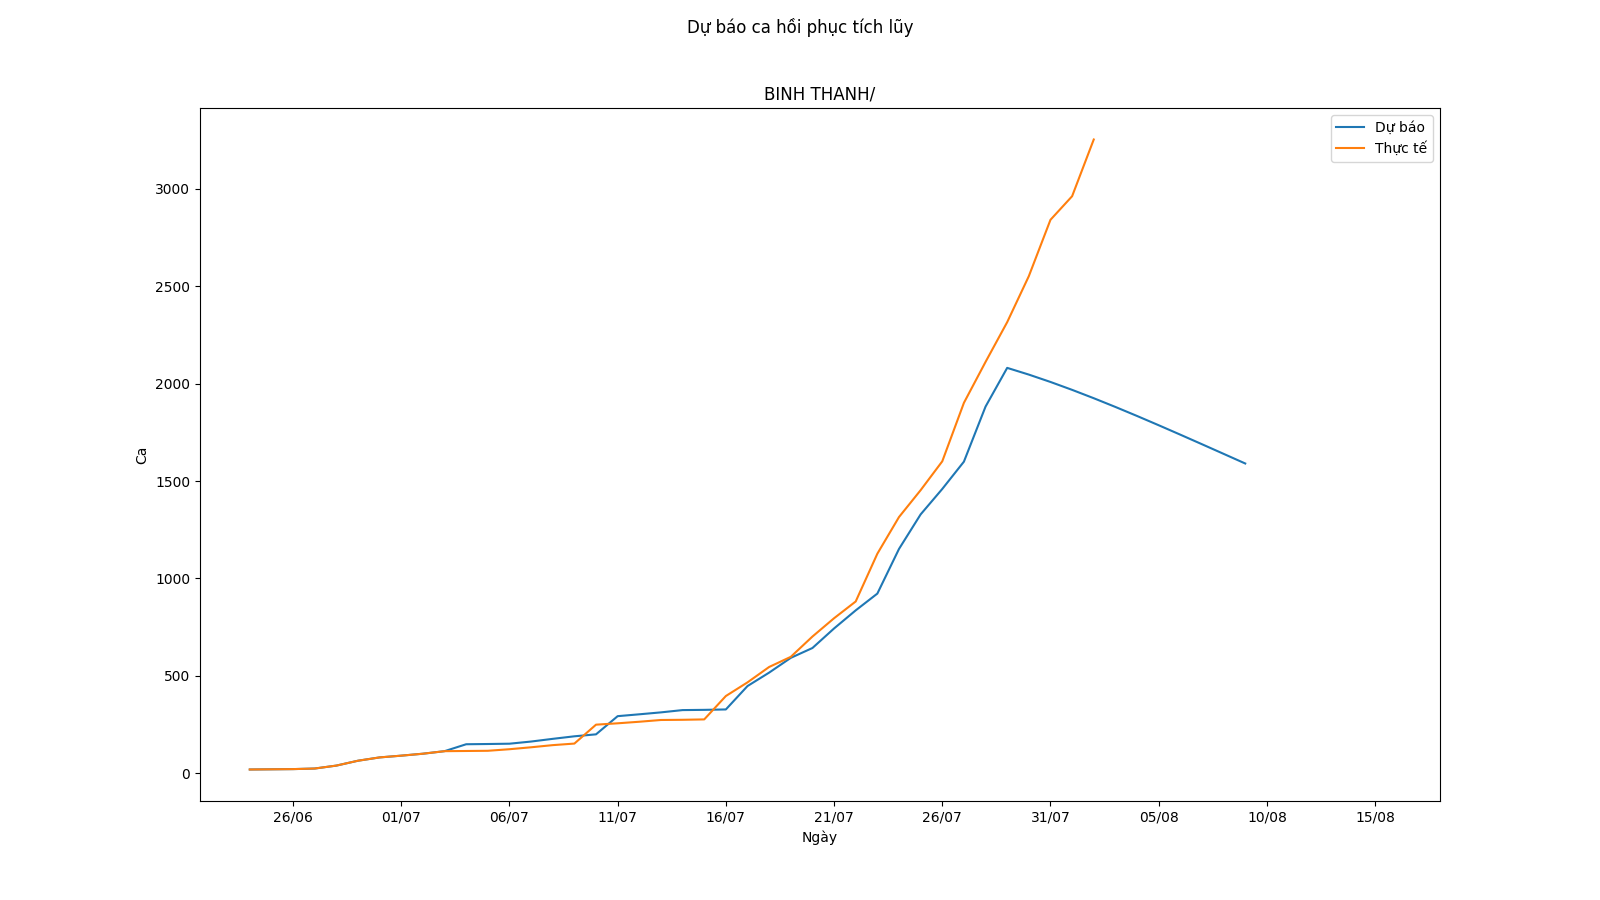 Dự báo ca hồi phục tích lũy
BINH THANH/
Dự báo
Thực tế
3000
2500
2000
1500
1000
500
0
Ca
26/06 01/07 06/07 11/07 16/07 21/07 26/07 31/07 05/08 10/08 15/08
Ngày